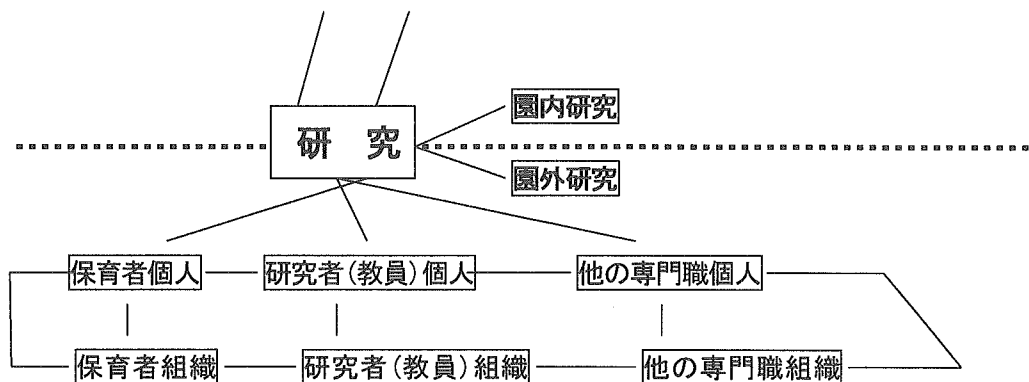 園内研究
研 究
園外研究
保育者個人 研究者(教員)個人 他の専門職個人
保育者組織 研究者(教員)組織 他の専門職組織